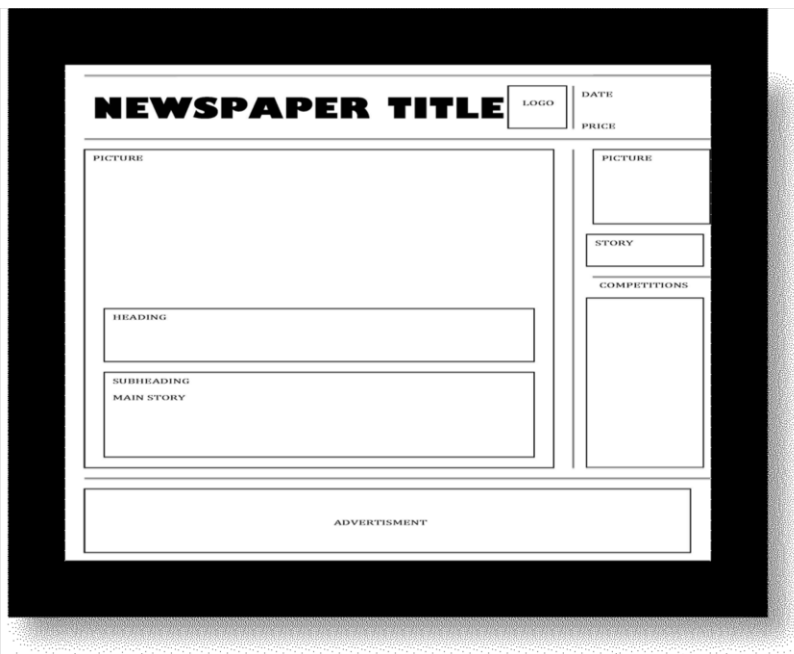 NEWSPAPER TITLE
LOGO
DATE
PRICE
PICTURE
HEADING
SUBHEADING
MAIN STORY
PICTURE
STORY
COMPETITIONS
ADVERTISMENT